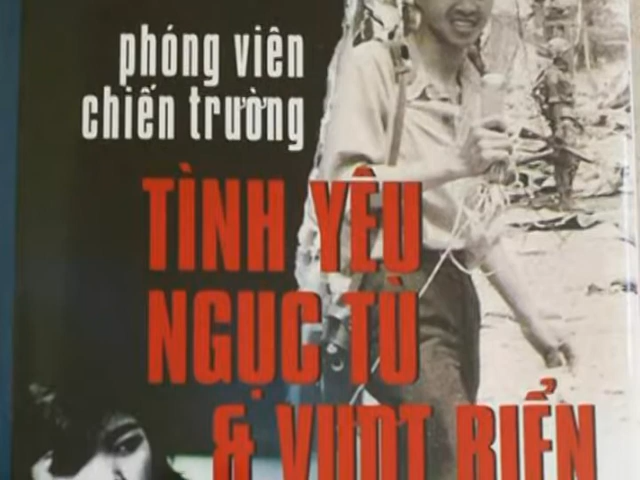 phóng viên
chiến trường
TÌNH YÊU
NGỤC TÙ
& VƯỢT BIỂN